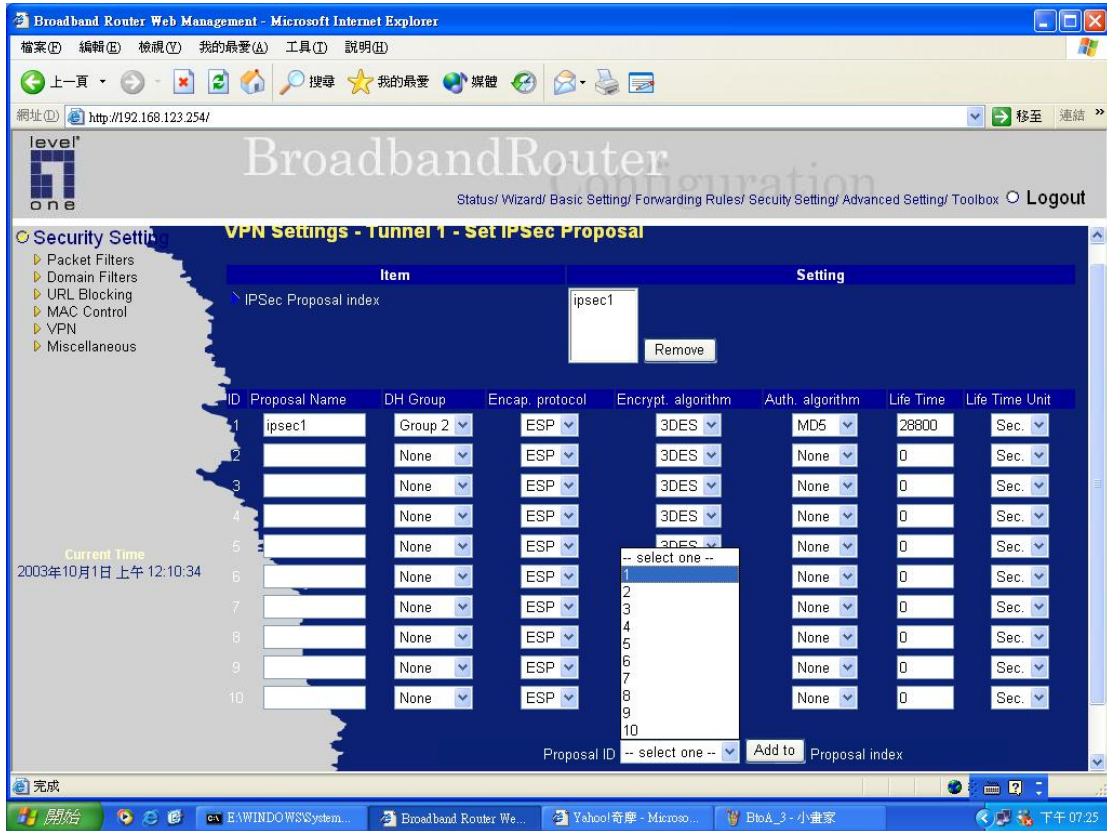 Broadband Router Web Management - Microsoft Internet Explorer
檔案(F) 編輯(E) 檢視(V) 我的最愛(A) 工具(T) 說明(H)
上一頁 搜尋 我的最愛 媒體
網址(D) http://192.168.123.254/ 移至 連結 »
level one
BroadbandRouter
Configuration
Status/ Wizard/ Basic Setting/ Forwarding Rules/ Secuity Setting/ Advanced Setting/ Toolbox Logout
Security Setting
Packet Filters
Domain Filters
URL Blocking
MAC Control
VPN
Miscellaneous
Current Time
2003年10月1日 上午 12:10:34
VPN Settings - Tunnel 1 - Set IPSec Proposal
Item Setting
IPSec Proposal index ipsec1 Remove
ID Proposal Name DH Group Encap. protocol Encrypt. algorithm Auth. algorithm Life Time Life Time Unit
1 ipsec1 Group 2 ESP 3DES MD5 28800 Sec.
2 None ESP 3DES None 0 Sec.
3 None ESP 3DES None 0 Sec.
4 None ESP 3DES None 0 Sec.
5 None ESP 3DES None 0 Sec.
6 None ESP None 0 Sec.
7 None ESP None 0 Sec.
8 None ESP None 0 Sec.
9 None ESP None 0 Sec.
10 None ESP None 0 Sec.
-- select one --
1
2
3
4
5
6
7
8
9
10
Proposal ID -- select one -- Add to Proposal index
完成
開始 E:\WINDOWS\System... Broadband Router We... Yahoo!奇摩 - Microso... BtoA_3 - 小畫家 下午 07:25